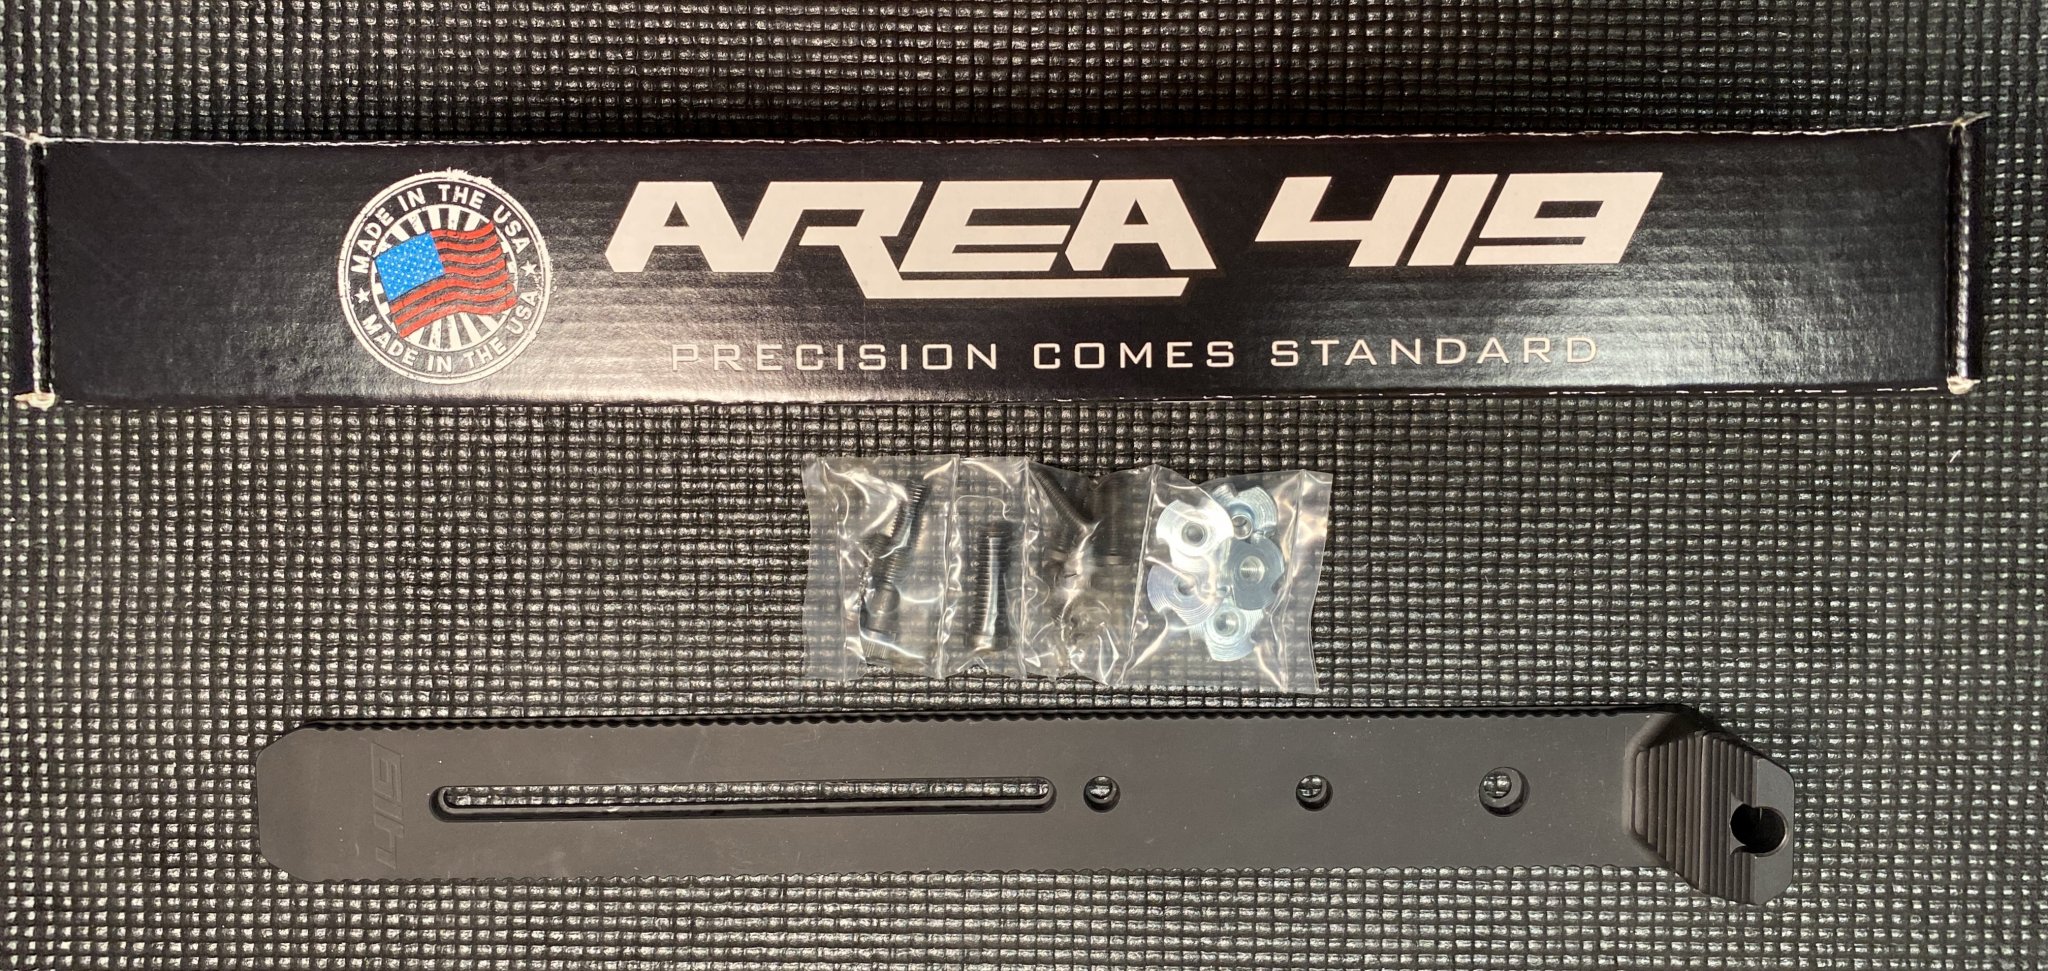 MADE IN THE USA
MADE IN THE USA
AREA 419
PRECISION COMES STANDARD
419